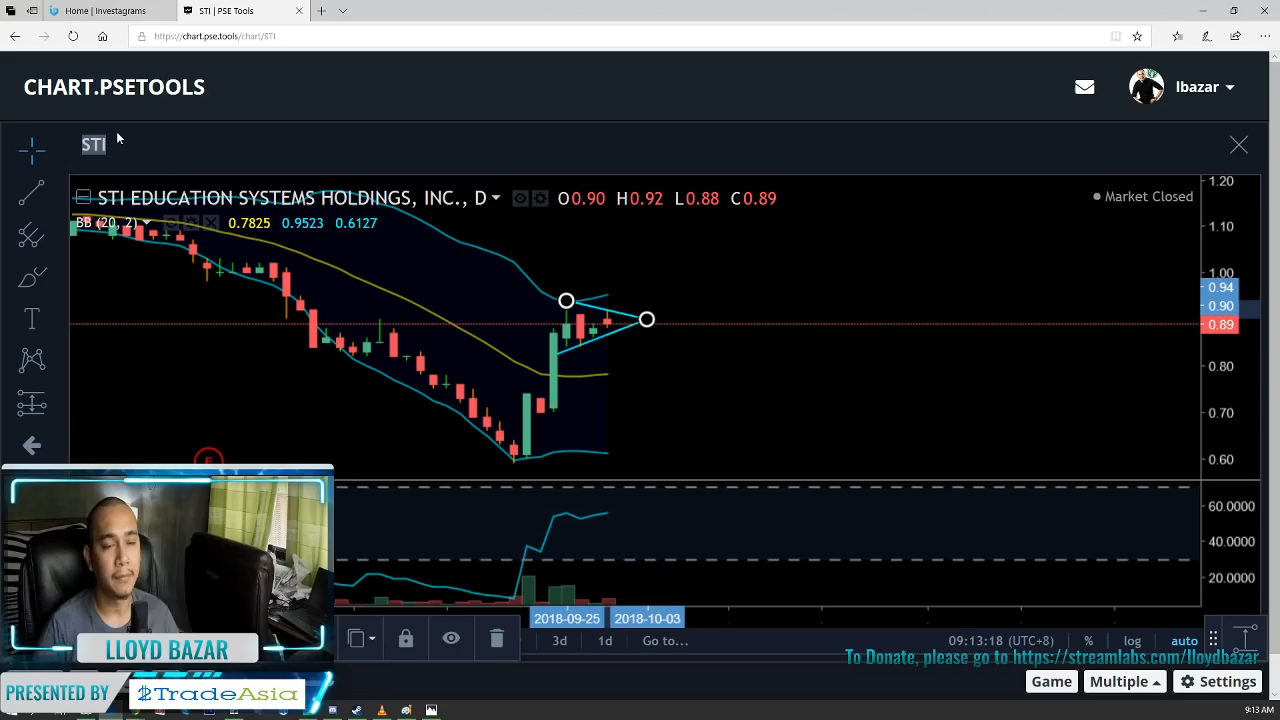 Home | Investagrams
STI | PSE Tools
https://chart.pse.tools/chart/STI
CHART.PSETOOLS
lbazar
STI
STI EDUCATION SYSTEMS HOLDINGS, INC., D
O0.90 H0.92 L0.88 C0.89
Market Closed
BB (20, 2)
0.7825 0.9523 0.6127
1.20
1.10
1.00
0.94
0.90
0.89
0.80
0.70
0.60
E
60.0000
40.0000
20.0000
2018-09-25
2018-10-03
3d
1d
Go to...
09:13:18 (UTC+8)
%
log
auto
LLOYD BAZAR
To Donate, please go to https://streamlabs.com/lloydbazar
PRESENTED BY
$TradeAsia
Game
Multiple
Settings
9:13 AM